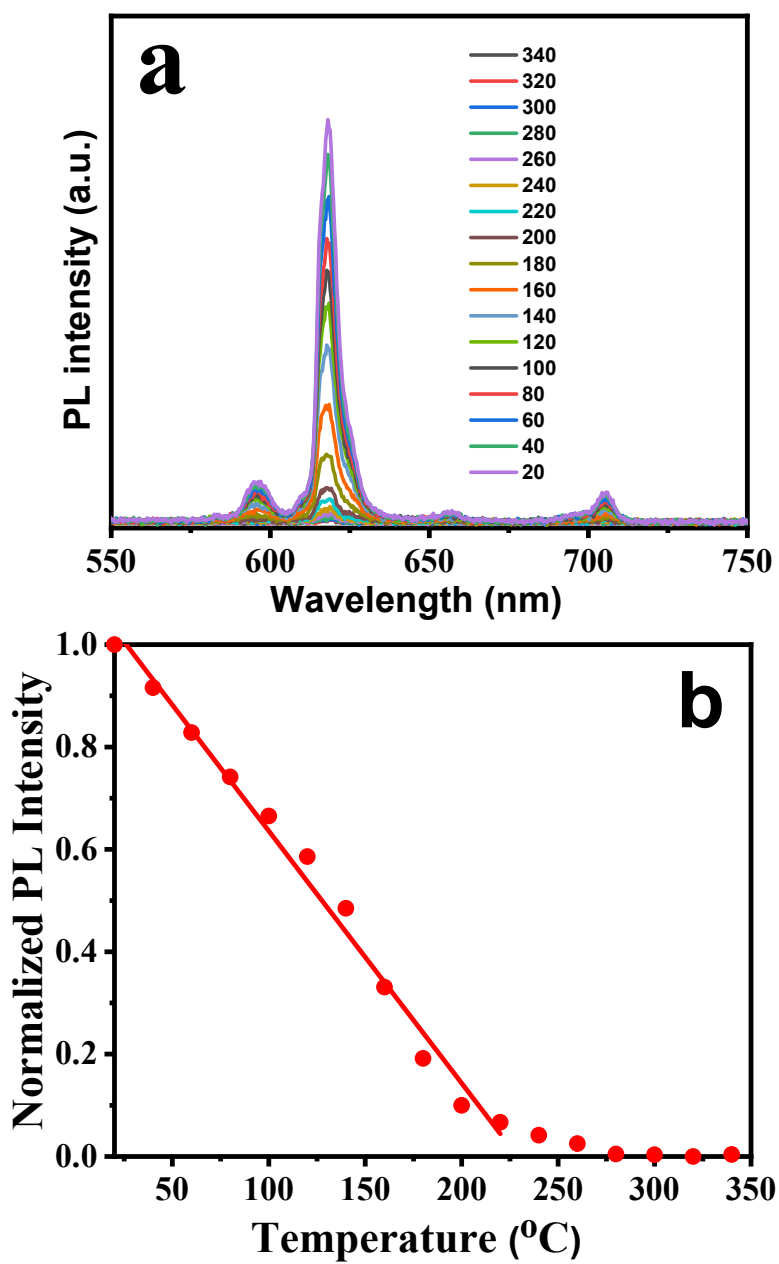 a
340
320
300
280
260
240
220
200
180
160
140
120
100
80
60
40
20
PL intensity (a.u.)
550 600 650 700 750
Wavelength (nm)
b
1.0
0.8
0.6
0.4
0.2
0.0
Normalized PL Intensity
50 100 150 200 250 300 350
Temperature (⁰C)